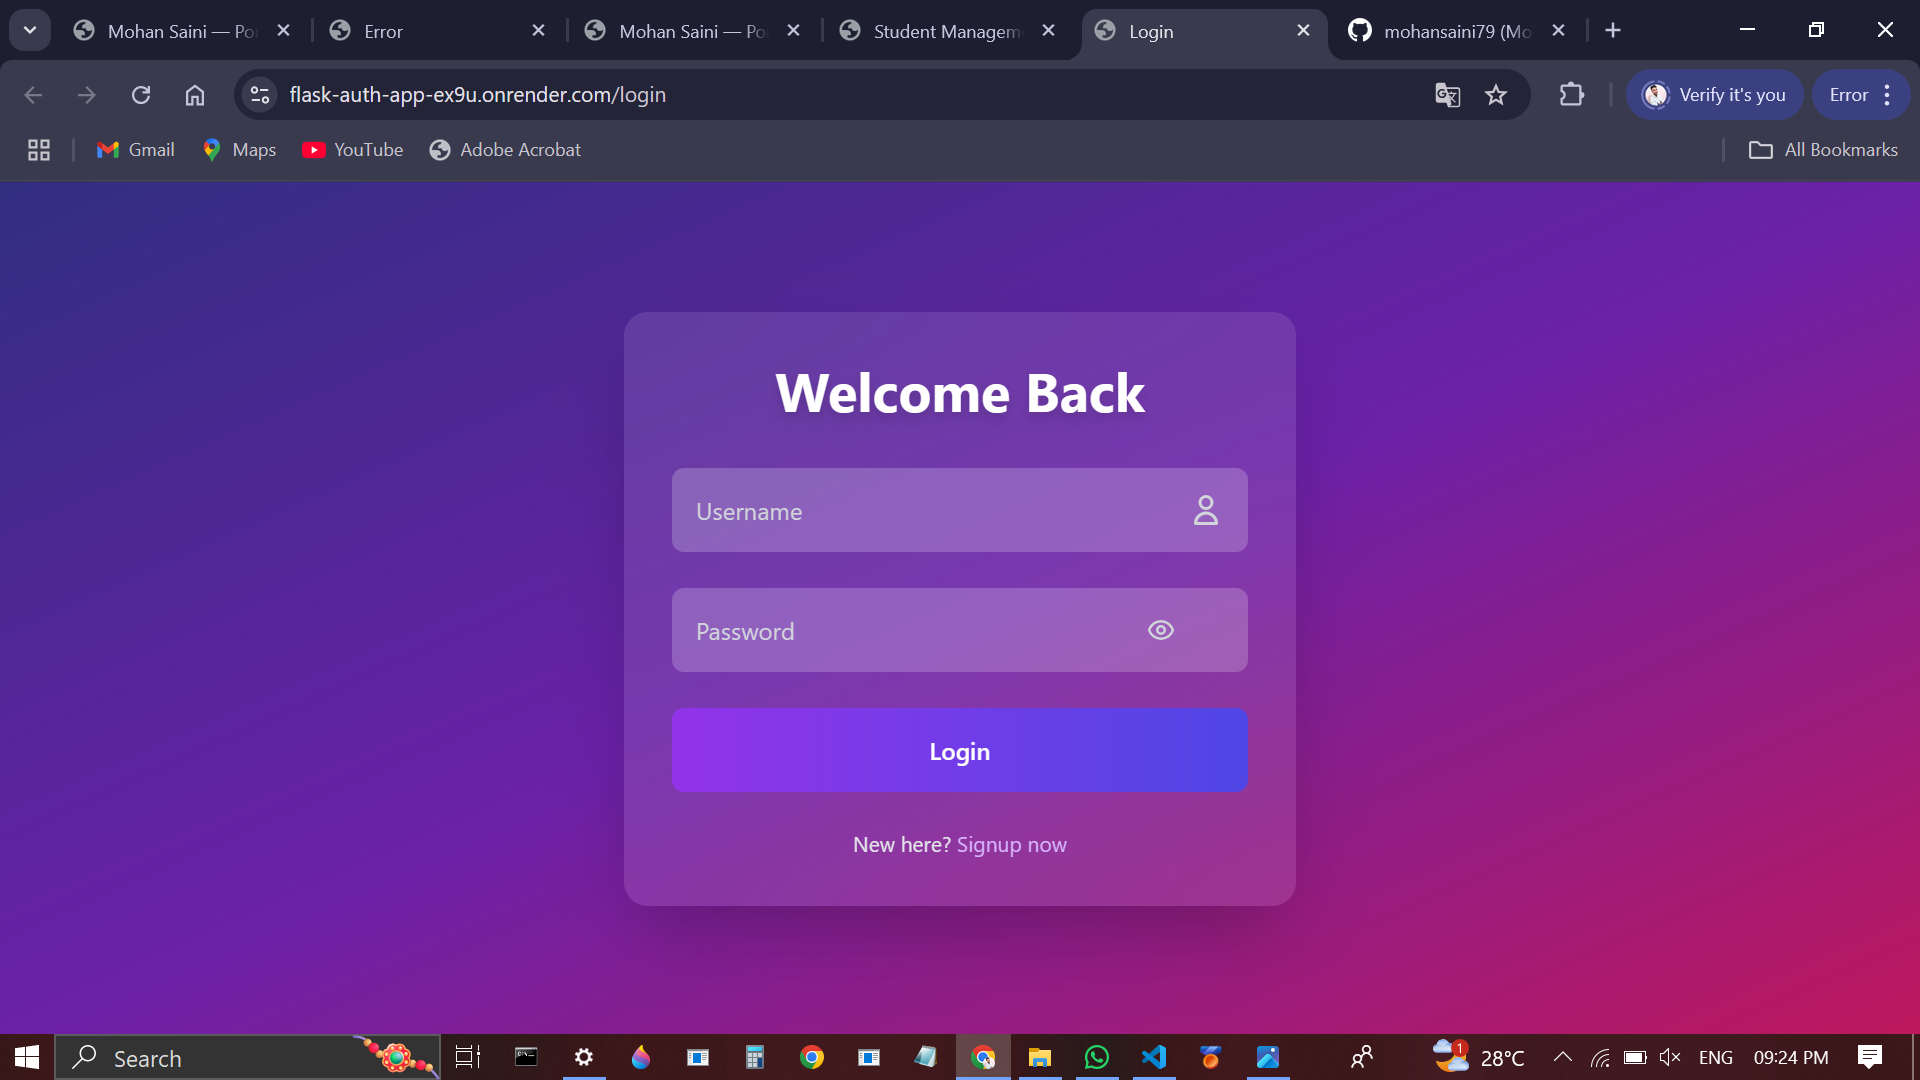 Mohan Saini — Po
Error
Mohan Saini — Po
Student Managem
Login
mohansaini79 (Mo
flask-auth-app-ex9u.onrender.com/login
Verify it's you
Error
Gmail
Maps
YouTube
Adobe Acrobat
All Bookmarks
Welcome Back
Username
Password
Login
New here? Signup now
Search
1
28°C
ENG
09:24 PM